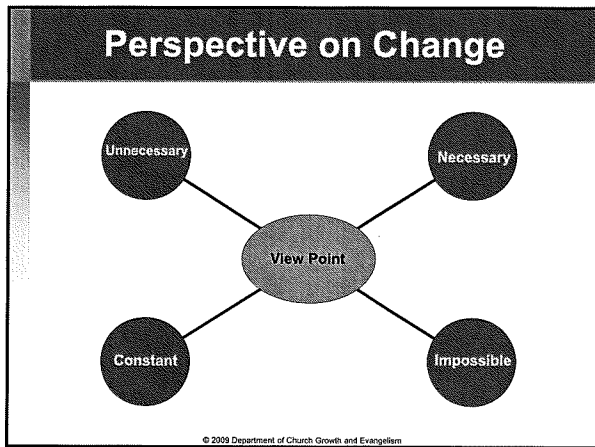 Perspective on Change
Unnecessary
Necessary
View Point
Constant
Impossible
© 2009 Department of Church Growth and Evangelism